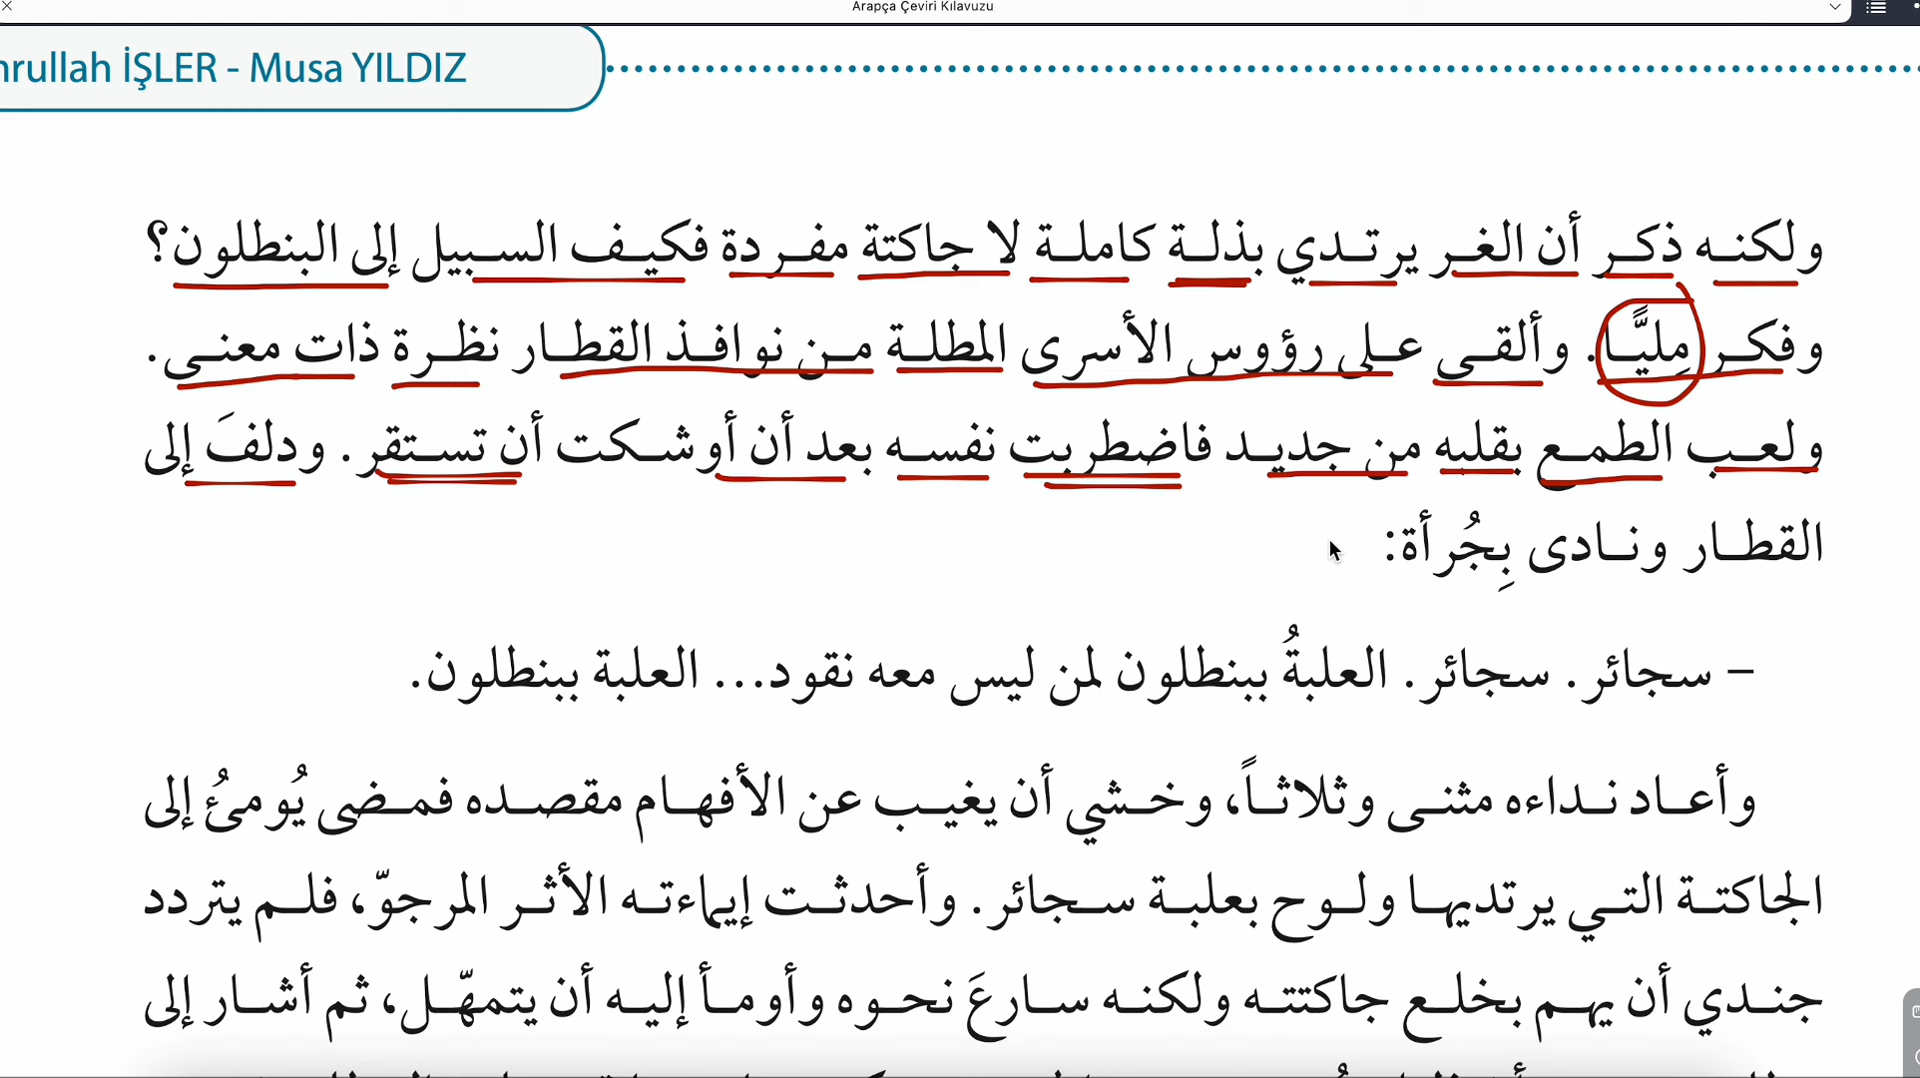 Arapça Çeviri Kılavuzu
rullah İŞLER - Musa YILDIZ
ولكنه ذكر أن الغر يرتدي بذلة كاملة لا جاكتة مفردة فكيف السبيل إلى البنطلون؟
وفكر مِليًّا. وألقى على رؤوس الأسرى المطلة من نوافذ القطار نظرة ذات معنى.
ولعب الطمع بقلبه من جديد فاضطربت نفسه بعد أن أوشكت أن تستقر. ودلفَ إلى
القطار ونادى بِجُرأة:
– سجائر. سجائر. العلبةُ ببنطلون لمن ليس معه نقود... العلبة ببنطلون.
وأعاد نداءه مثنى وثلاثاً، وخشي أن يغيب عن الأفهام مقصده فمضى يُومئُ إلى
الجاكتة التي يرتديها ولوح بعلبة سجائر. وأحدثت إيماءته الأثر المرجوّ، فلم يتردد
جندي أن يهم بخلع جاكتته ولكنه سارعَ نحوه وأومأ إليه أن يتمهّل، ثم أشار إلى